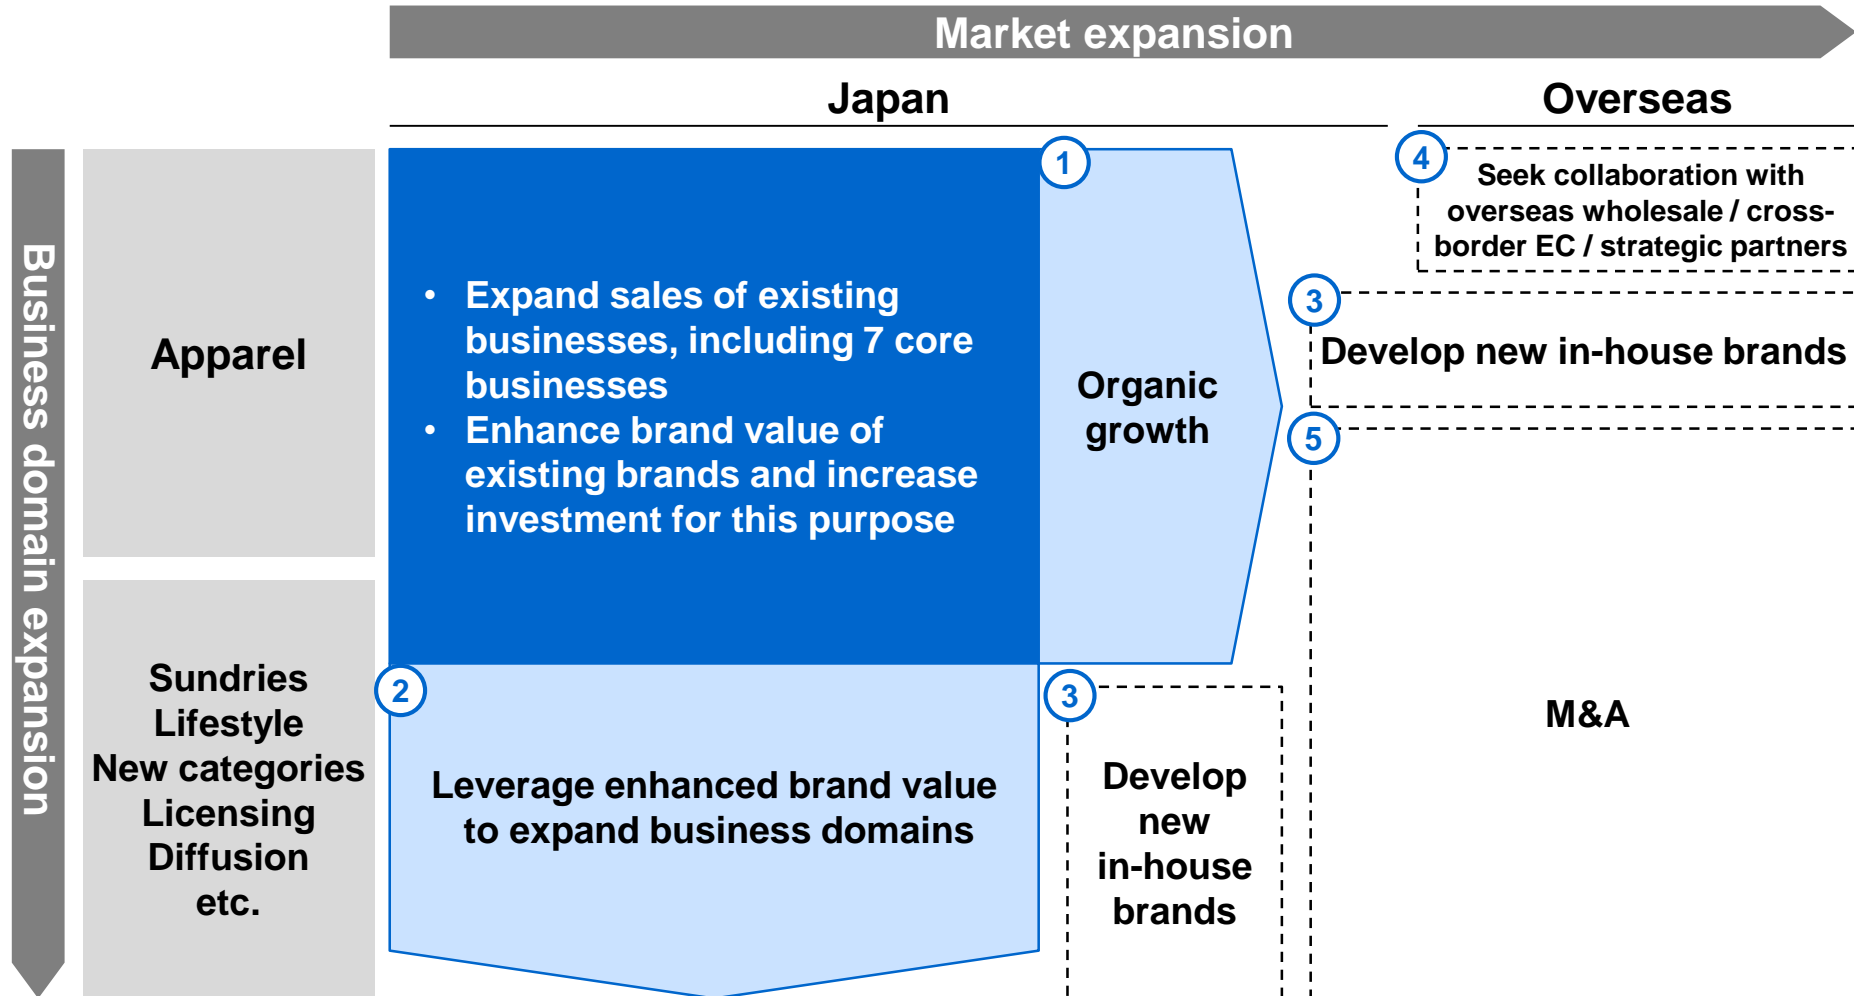 Market expansion
Japan
Overseas
Business domain expansion
Apparel
• Expand sales of existing
businesses, including 7 core
businesses
• Enhance brand value of
existing brands and increase
investment for this purpose
1
Organic
growth
4
Seek collaboration with
overseas wholesale / cross-
border EC / strategic partners
3
Develop new in-house brands
5
M&A
Sundries
Lifestyle
New categories
Licensing
Diffusion
etc.
2
Leverage enhanced brand value
to expand business domains
3
Develop
new
in-house
brands